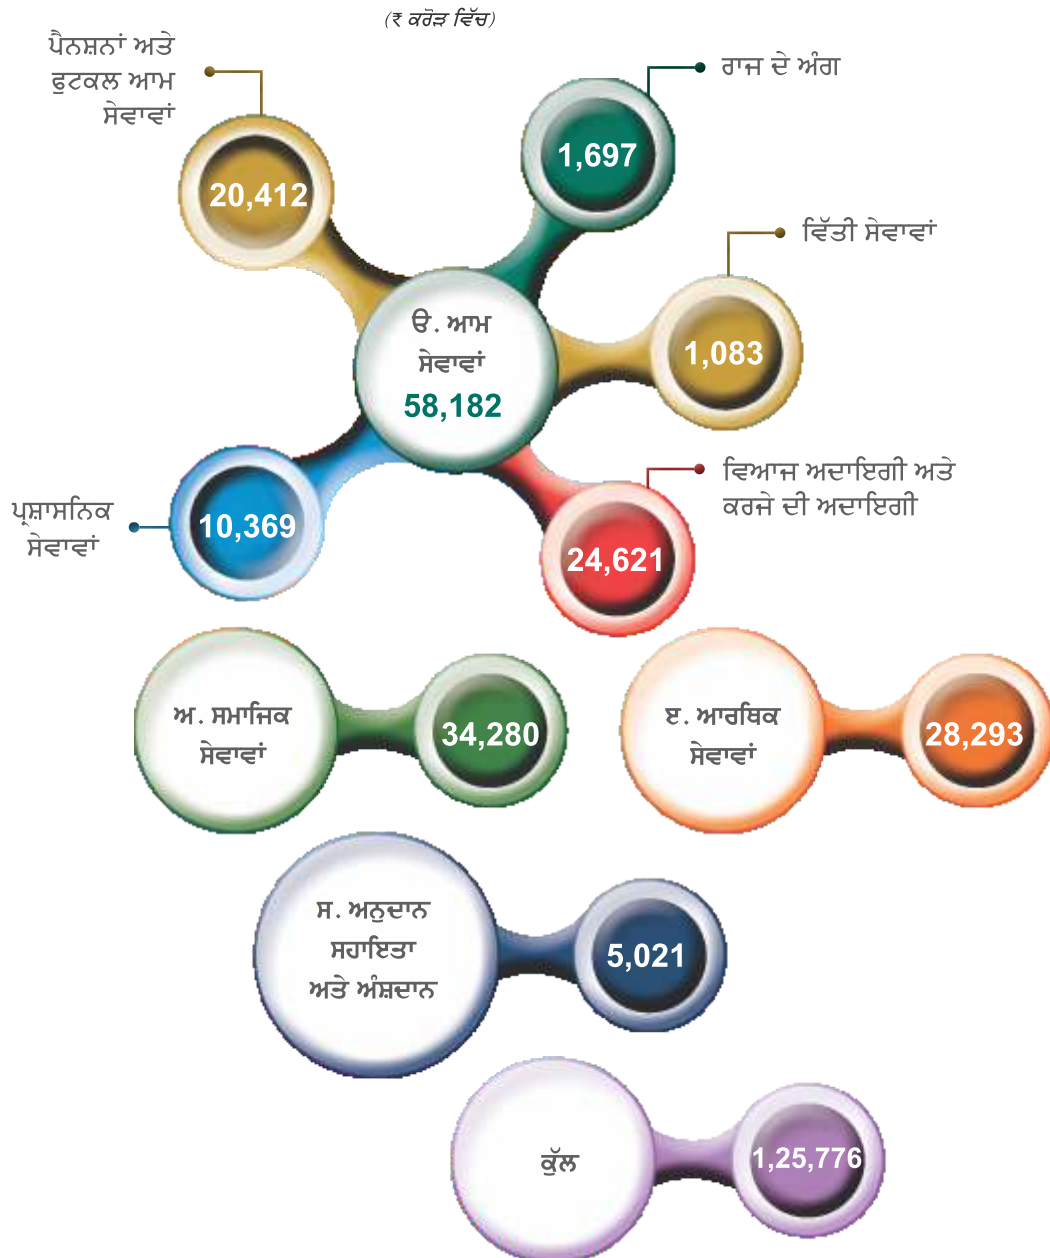 (₹ ਕਰੋੜ ਵਿੱਚ)
ਪੈਨਸ਼ਨਾਂ ਅਤੇ
ਫੁਟਕਲ ਆਮ
ਸੇਵਾਵਾਂ
20,412
ਰਾਜ ਦੇ ਅੰਗ
1,697
ਵਿੱਤੀ ਸੇਵਾਵਾਂ
1,083
ੳ. ਆਮ
ਸੇਵਾਵਾਂ
58,182
ਵਿਆਜ ਅਦਾਇਗੀ ਅਤੇ
ਕਰਜੇ ਦੀ ਅਦਾਇਗੀ
24,621
ਪ੍ਰਸ਼ਾਸਨਿਕ
ਸੇਵਾਵਾਂ
10,369
ਅ. ਸਮਾਜਿਕ
ਸੇਵਾਵਾਂ
34,280
ੲ. ਆਰਥਿਕ
ਸੇਵਾਵਾਂ
28,293
ਸ. ਅਨੁਦਾਨ
ਸਹਾਇਤਾ
ਅਤੇ ਅੰਸ਼ਦਾਨ
5,021
ਕੁੱਲ
1,25,776